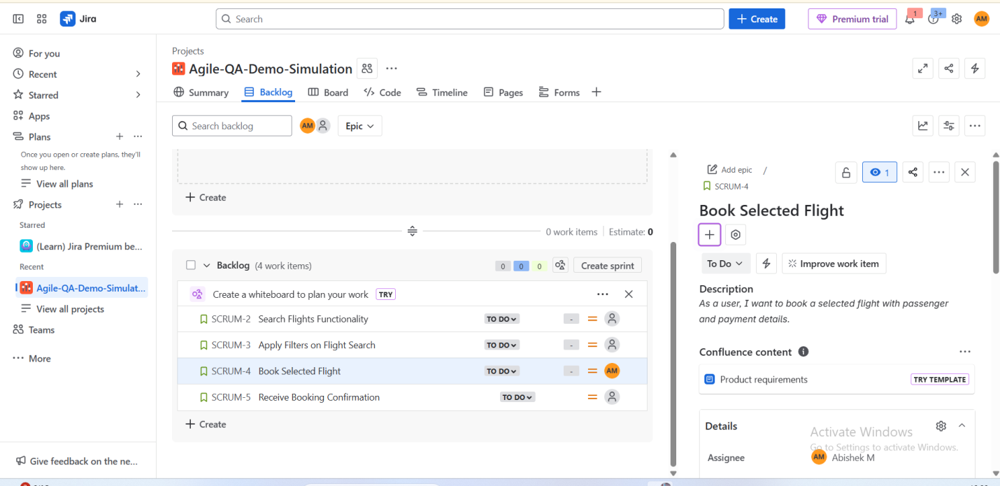 Jira
Search
Create
Premium trial
1
3+
AM
For you
Recent
Starred
Apps
Plans
Once you open or create plans, they'll
show up here.
View all plans
Projects
Starred
(Learn) Jira Premium be...
Recent
Agile-QA-Demo-Simulat...
View all projects
Teams
More
Give feedback on the ne...
Projects
Agile-QA-Demo-Simulation
Summary
Backlog
Board
Code
Timeline
Pages
Forms
Search backlog
AM
Epic
Create
0 work items
Estimate: 0
Backlog (4 work items)
0 0 0
Create sprint
Create a whiteboard to plan your work TRY
SCRUM-2 Search Flights Functionality TO DO -
SCRUM-3 Apply Filters on Flight Search TO DO -
SCRUM-4 Book Selected Flight TO DO - AM
SCRUM-5 Receive Booking Confirmation TO DO
Create
Add epic /
SCRUM-4
1
Book Selected Flight
To Do
Improve work item
Description
As a user, I want to book a selected flight with passenger
and payment details.
Confluence content
Product requirements TRY TEMPLATE
Details
Activate Windows
Go to Settings to activate Windows.
Assignee
AM Abishek M